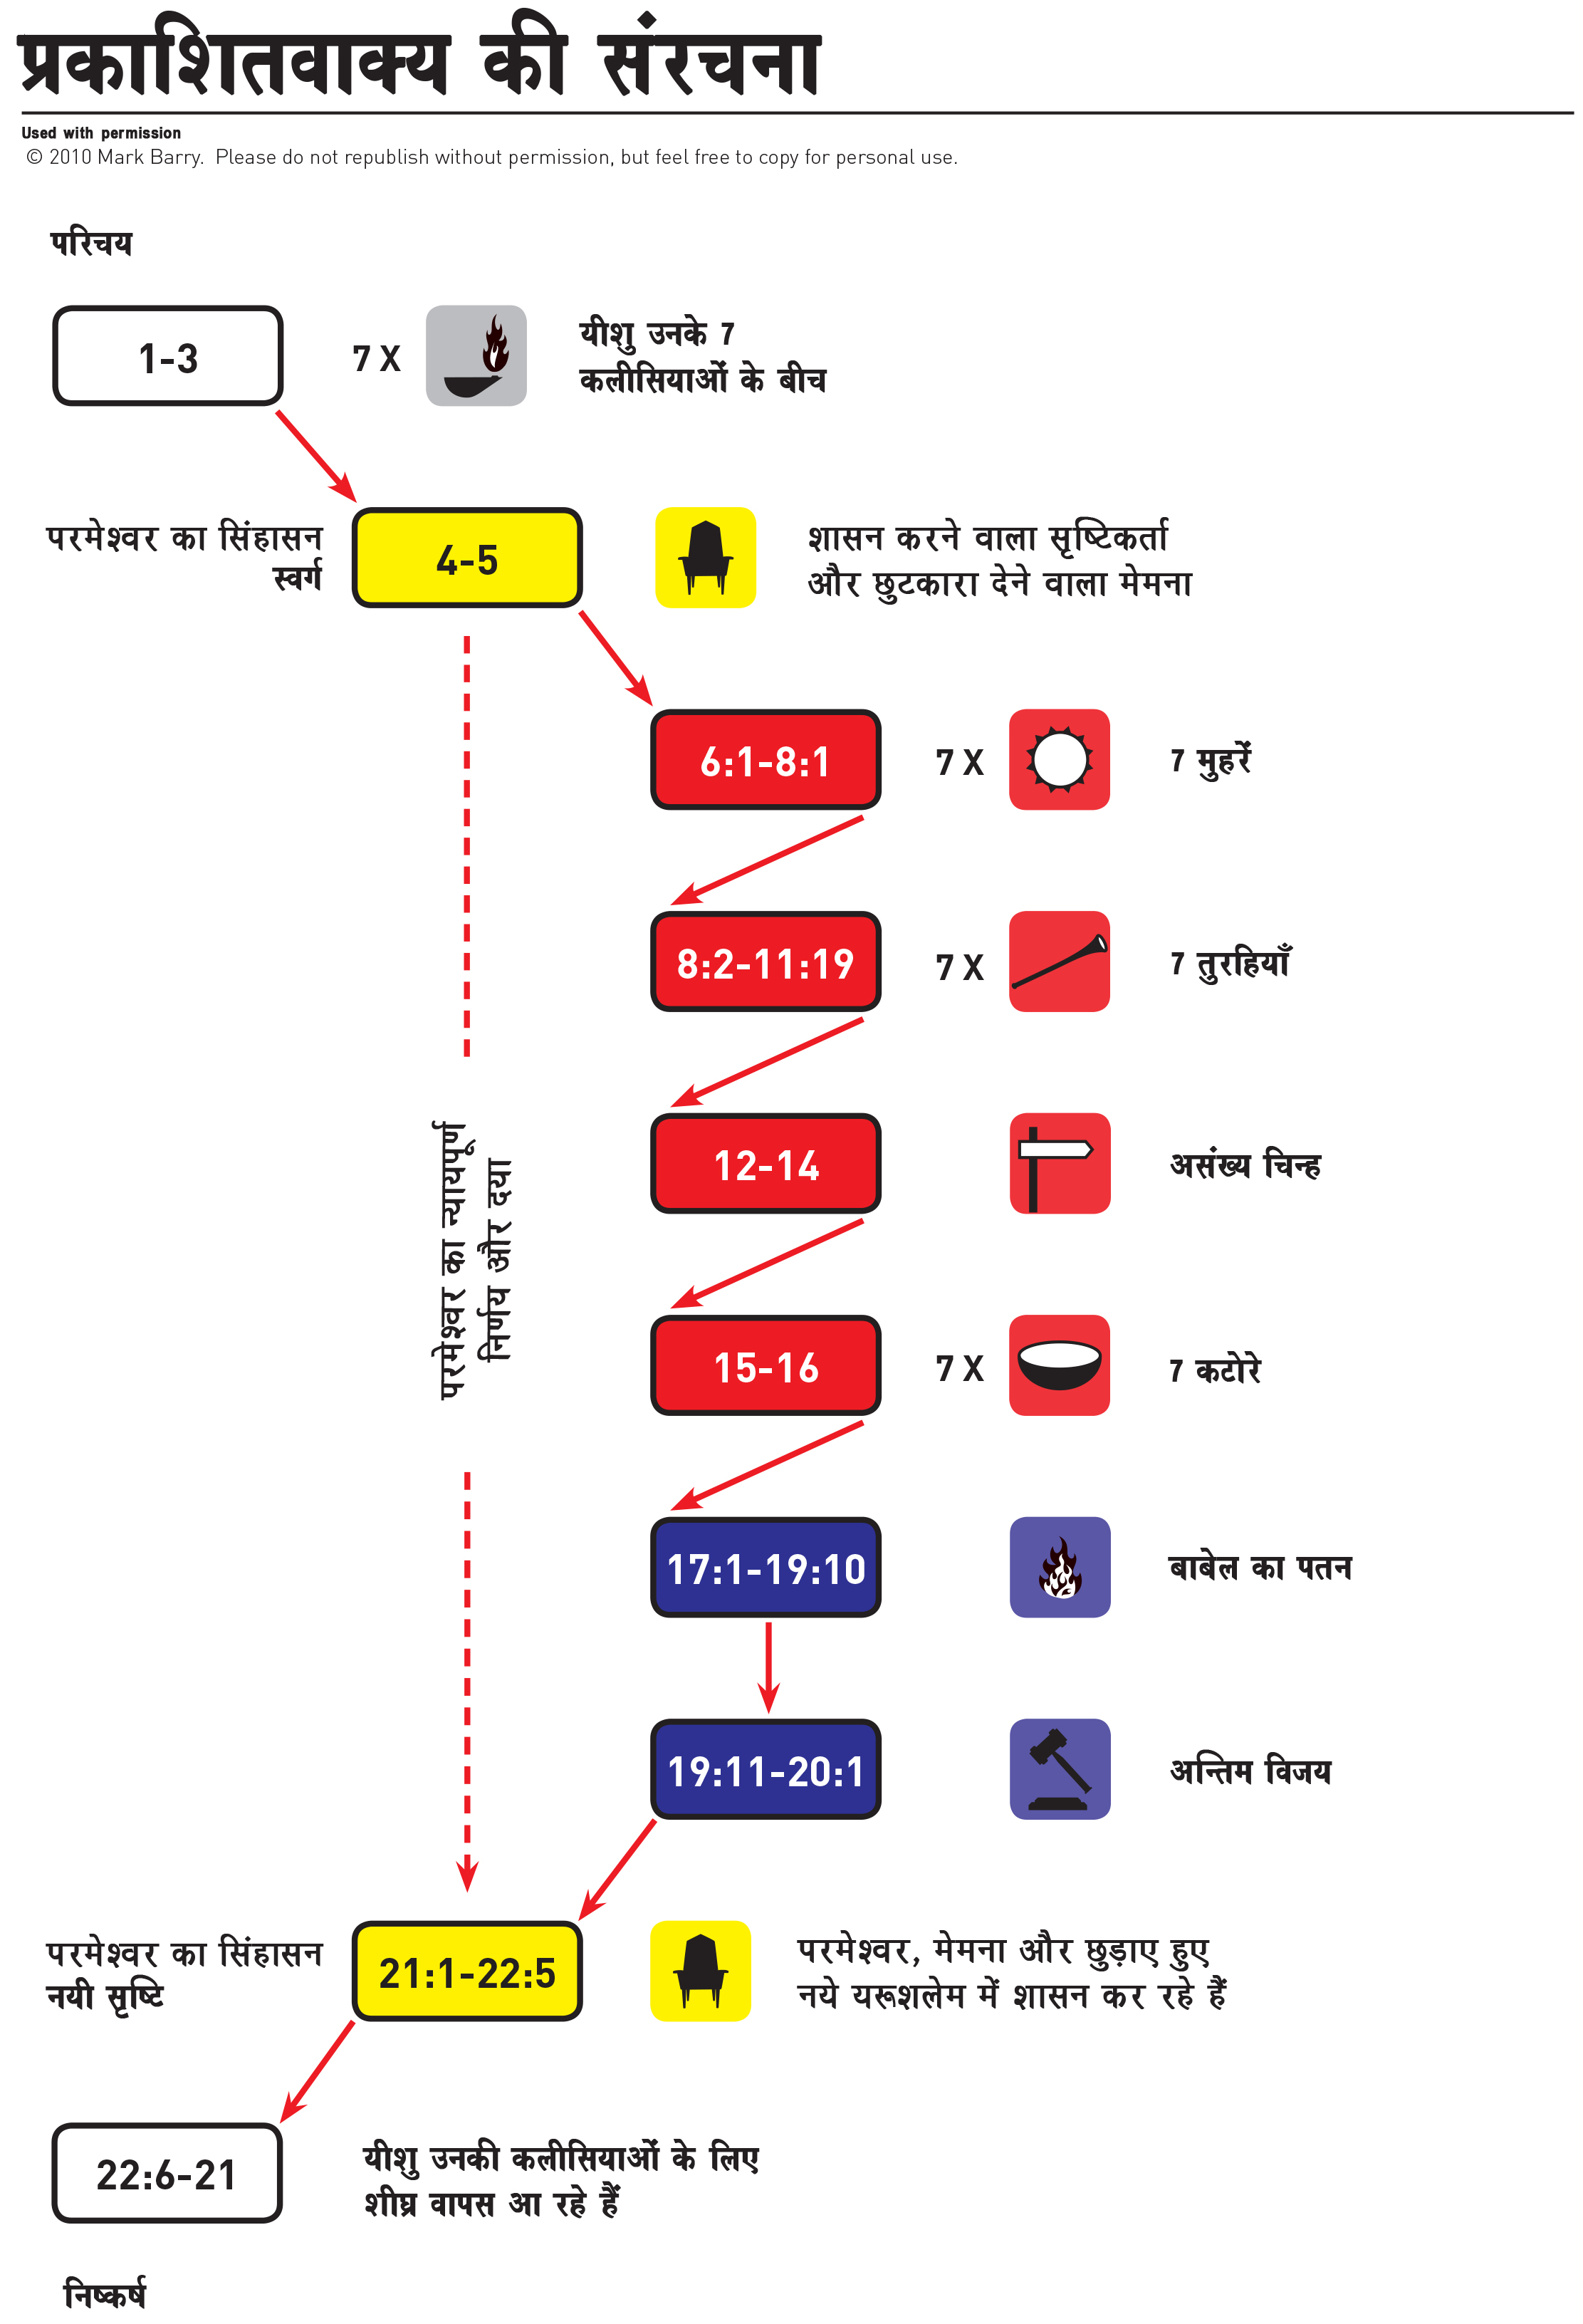 प्रकाशितवाक्य की संरचना
Used with permission
© 2010 Mark Barry. Please do not republish without permission, but feel free to copy for personal use.
परिचय
1-3
7 X
यीशु उनके 7
कलीसियाओं के बीच
परमेश्वर का सिंहासन
स्वर्ग
4-5
शासन करने वाला सृष्टिकर्ता
और छुटकारा देने वाला मेमना
6:1-8:1
7 X
7 मुहरें
8:2-11:19
7 X
7 तुरहियाँ
परमेश्वर का न्यायपूर्ण
निर्णय और दया
12-14
असंख्य चिन्ह
15-16
7 X
7 कटोरे
17:1-19:10
बाबेल का पतन
19:11-20:1
अन्तिम विजय
परमेश्वर का सिंहासन
नयी सृष्टि
21:1-22:5
परमेश्वर, मेमना और छुड़ाए हुए
नये यरूशलेम में शासन कर रहे हैं
22:6-21
यीशु उनकी कलीसियाओं के लिए
शीघ्र वापस आ रहे हैं
निष्कर्ष